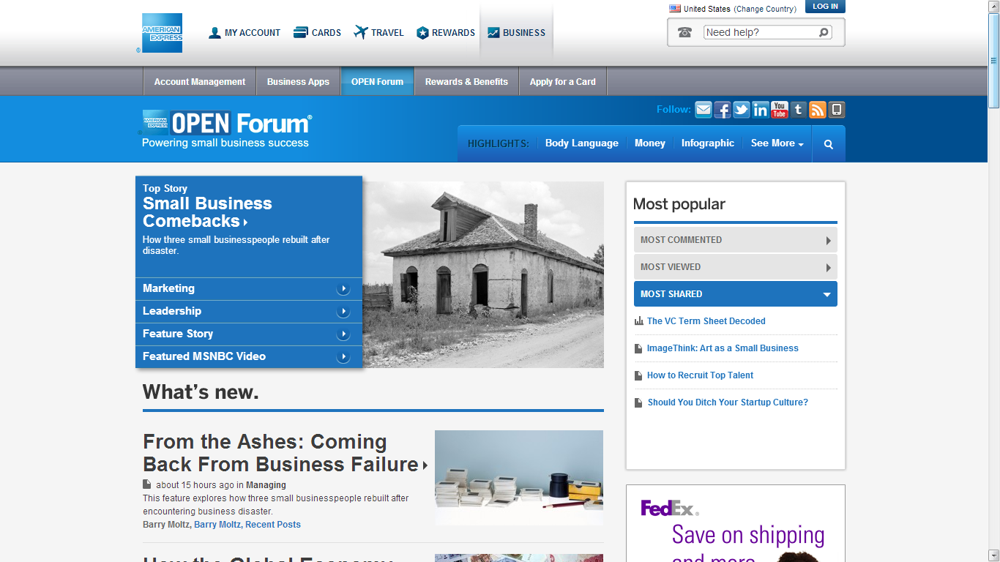 United States (Change Country)
LOG IN
AMERICAN
EXPRESS
®
MY ACCOUNT
CARDS
TRAVEL
REWARDS
BUSINESS
Need help?
Account Management
Business Apps
OPEN Forum
Rewards & Benefits
Apply for a Card
Follow:
You
Tube
t
AMERICAN
EXPRESS
OPEN Forum®
Powering small business success
HIGHLIGHTS:
Body Language
Money
Infographic
See More
Top Story
Small Business
Comebacks
How three small businesspeople rebuilt after
disaster.
Marketing
Leadership
Feature Story
Featured MSNBC Video
Most popular
MOST COMMENTED
MOST VIEWED
MOST SHARED
The VC Term Sheet Decoded
ImageThink: Art as a Small Business
How to Recruit Top Talent
Should You Ditch Your Startup Culture?
What's new.
From the Ashes: Coming
Back From Business Failure
about 15 hours ago in Managing
This feature explores how three small businesspeople rebuilt after
encountering business disaster.
Barry Moltz, Barry Moltz, Recent Posts
How the Global Economy
FedEx®
Save on shipping
and more